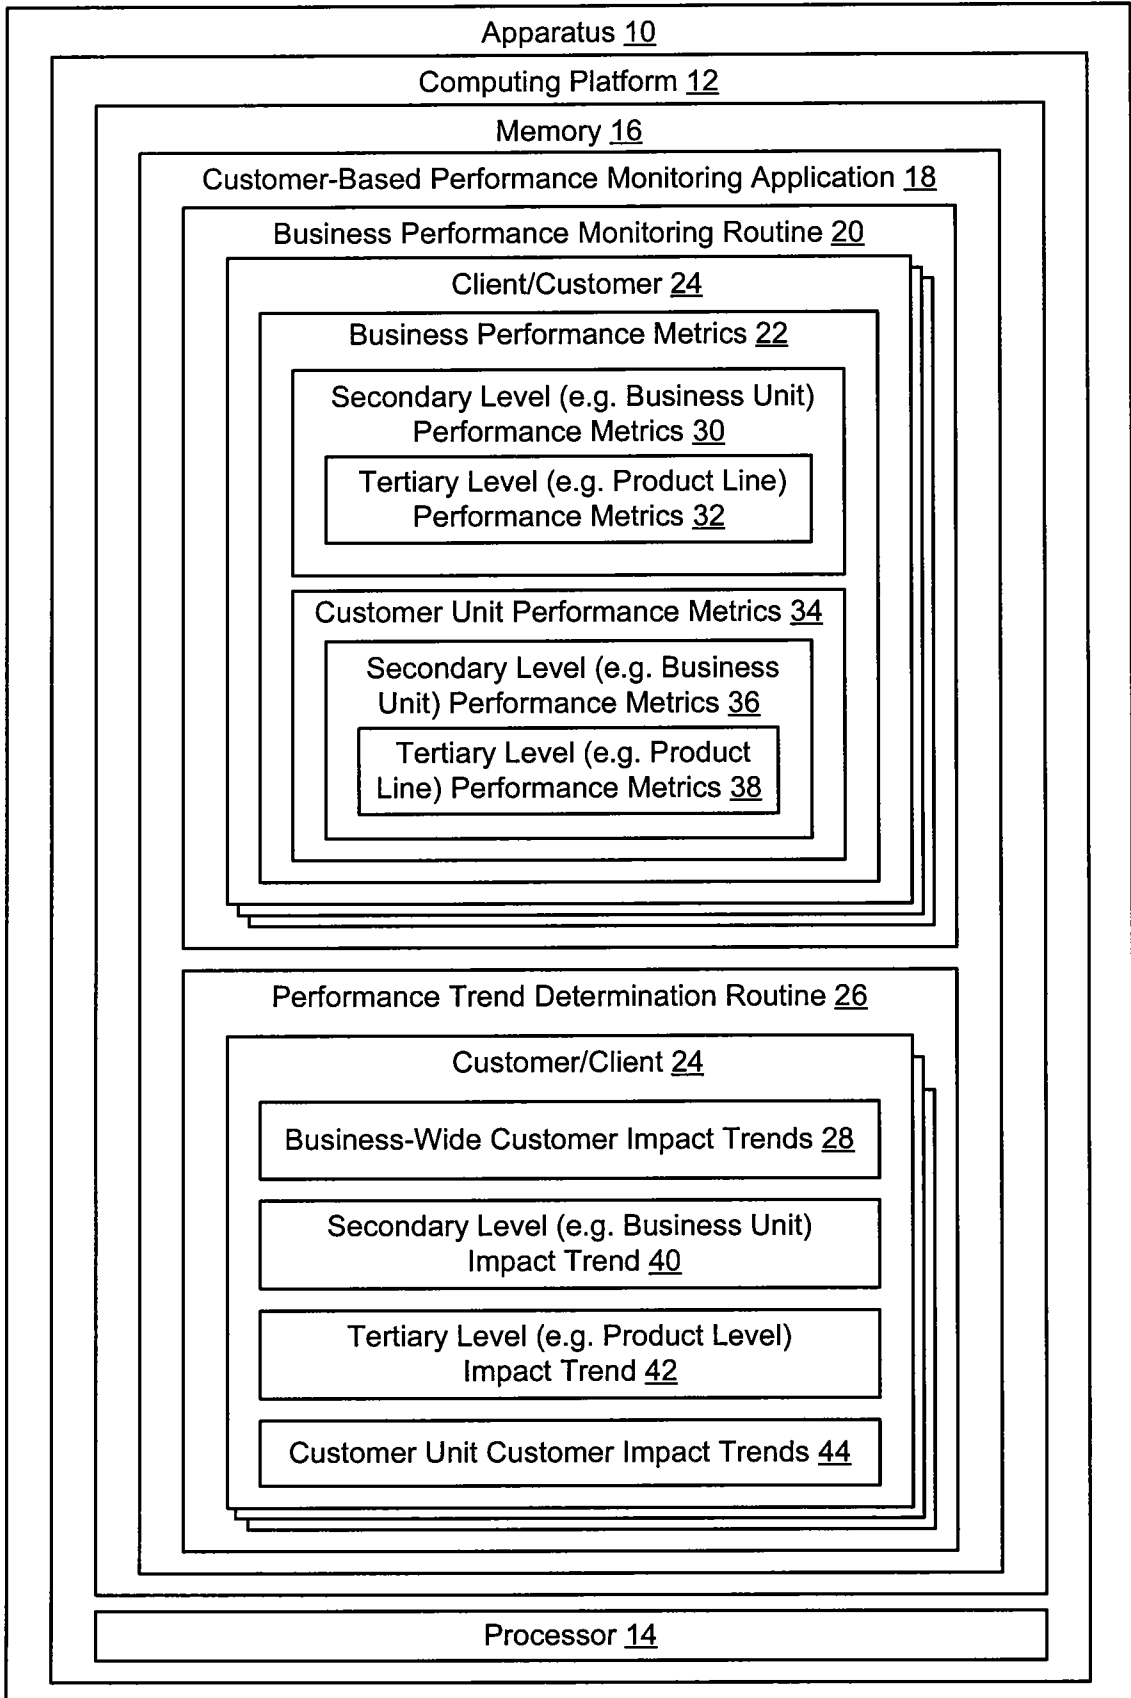 Apparatus 10
Computing Platform 12
Memory 16
Customer-Based Performance Monitoring Application 18
Business Performance Monitoring Routine 20
Client/Customer 24
Business Performance Metrics 22
Secondary Level (e.g. Business Unit)
Performance Metrics 30
Tertiary Level (e.g. Product Line)
Performance Metrics 32
Customer Unit Performance Metrics 34
Secondary Level (e.g. Business
Unit) Performance Metrics 36
Tertiary Level (e.g. Product
Line) Performance Metrics 38
Performance Trend Determination Routine 26
Customer/Client 24
Business-Wide Customer Impact Trends 28
Secondary Level (e.g. Business Unit)
Impact Trend 40
Tertiary Level (e.g. Product Level)
Impact Trend 42
Customer Unit Customer Impact Trends 44
Processor 14